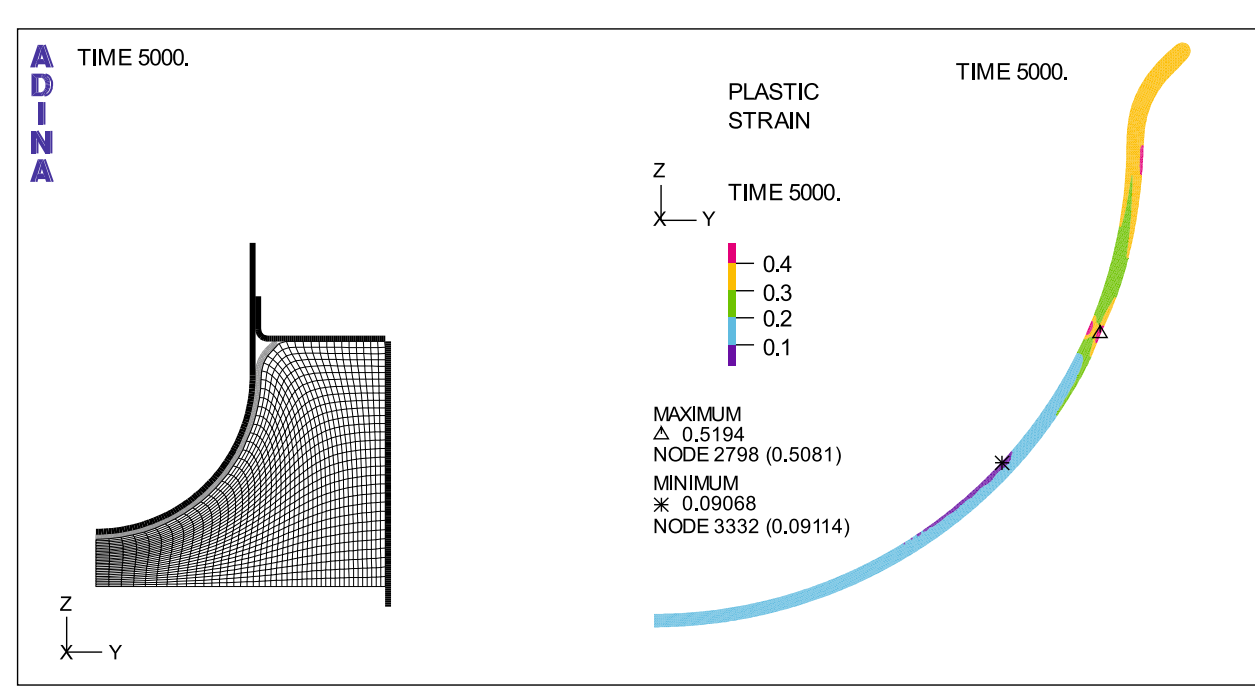 ADINA
TIME 5000.
Z
X Y
TIME 5000.
PLASTIC
STRAIN
Z
X Y
TIME 5000.
0.4
0.3
0.2
0.1
MAXIMUM
△ 0.5194
NODE 2798 (0.5081)
MINIMUM
✳ 0.09068
NODE 3332 (0.09114)